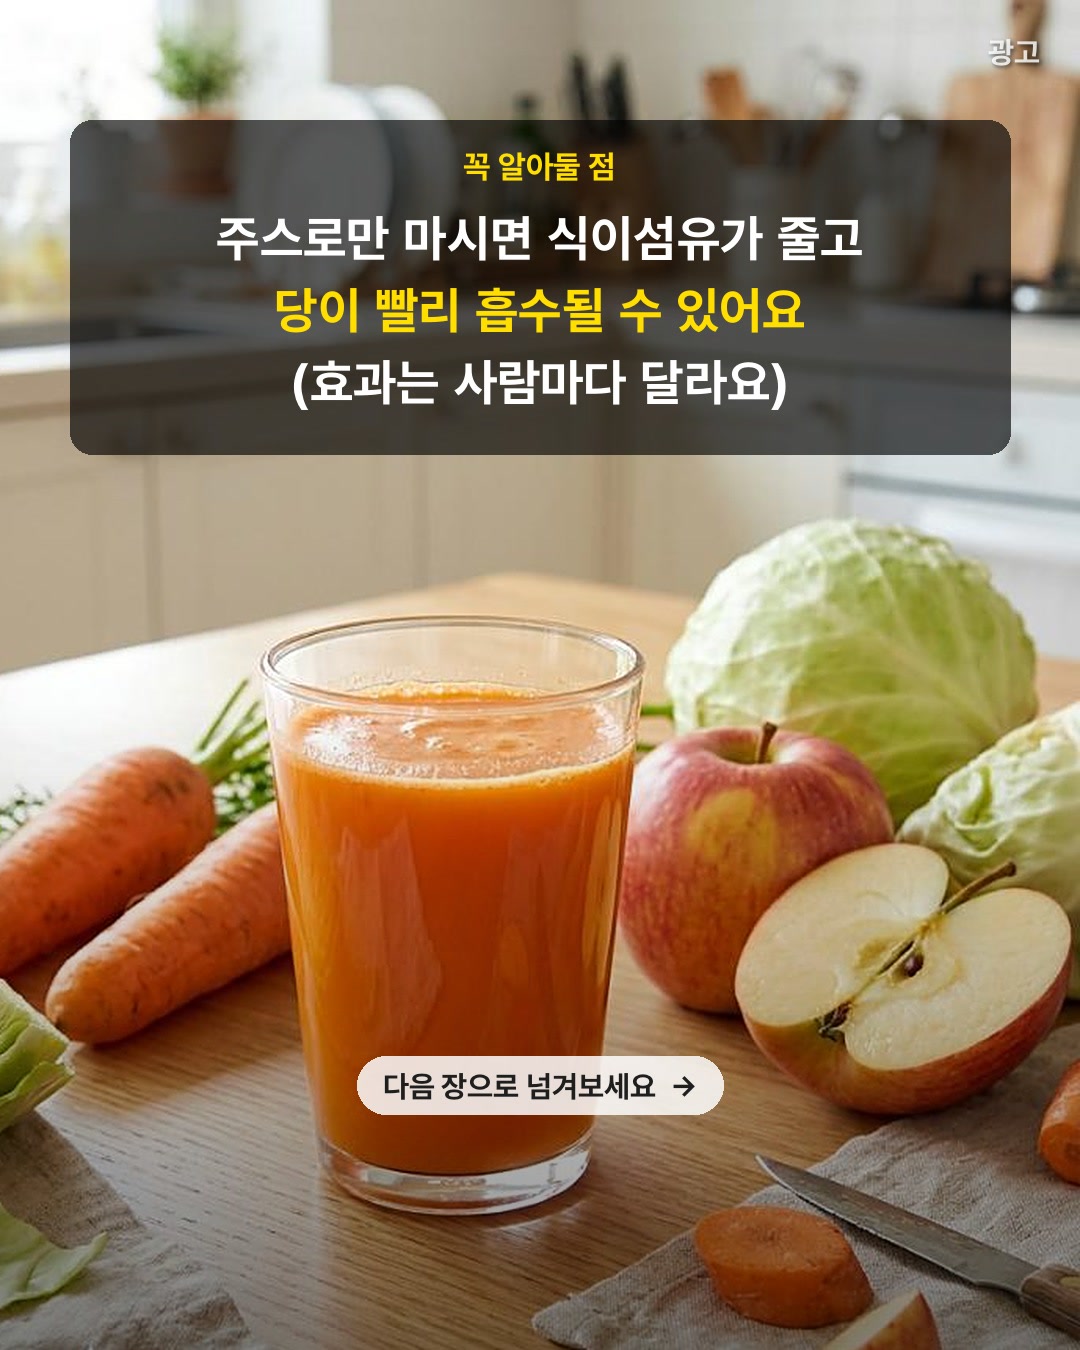 광고
꼭 알아둘 점
주스로만 마시면 식이섬유가 줄고
당이 빨리 흡수될 수 있어요
(효과는 사람마다 달라요)
다음 장으로 넘겨보세요 →